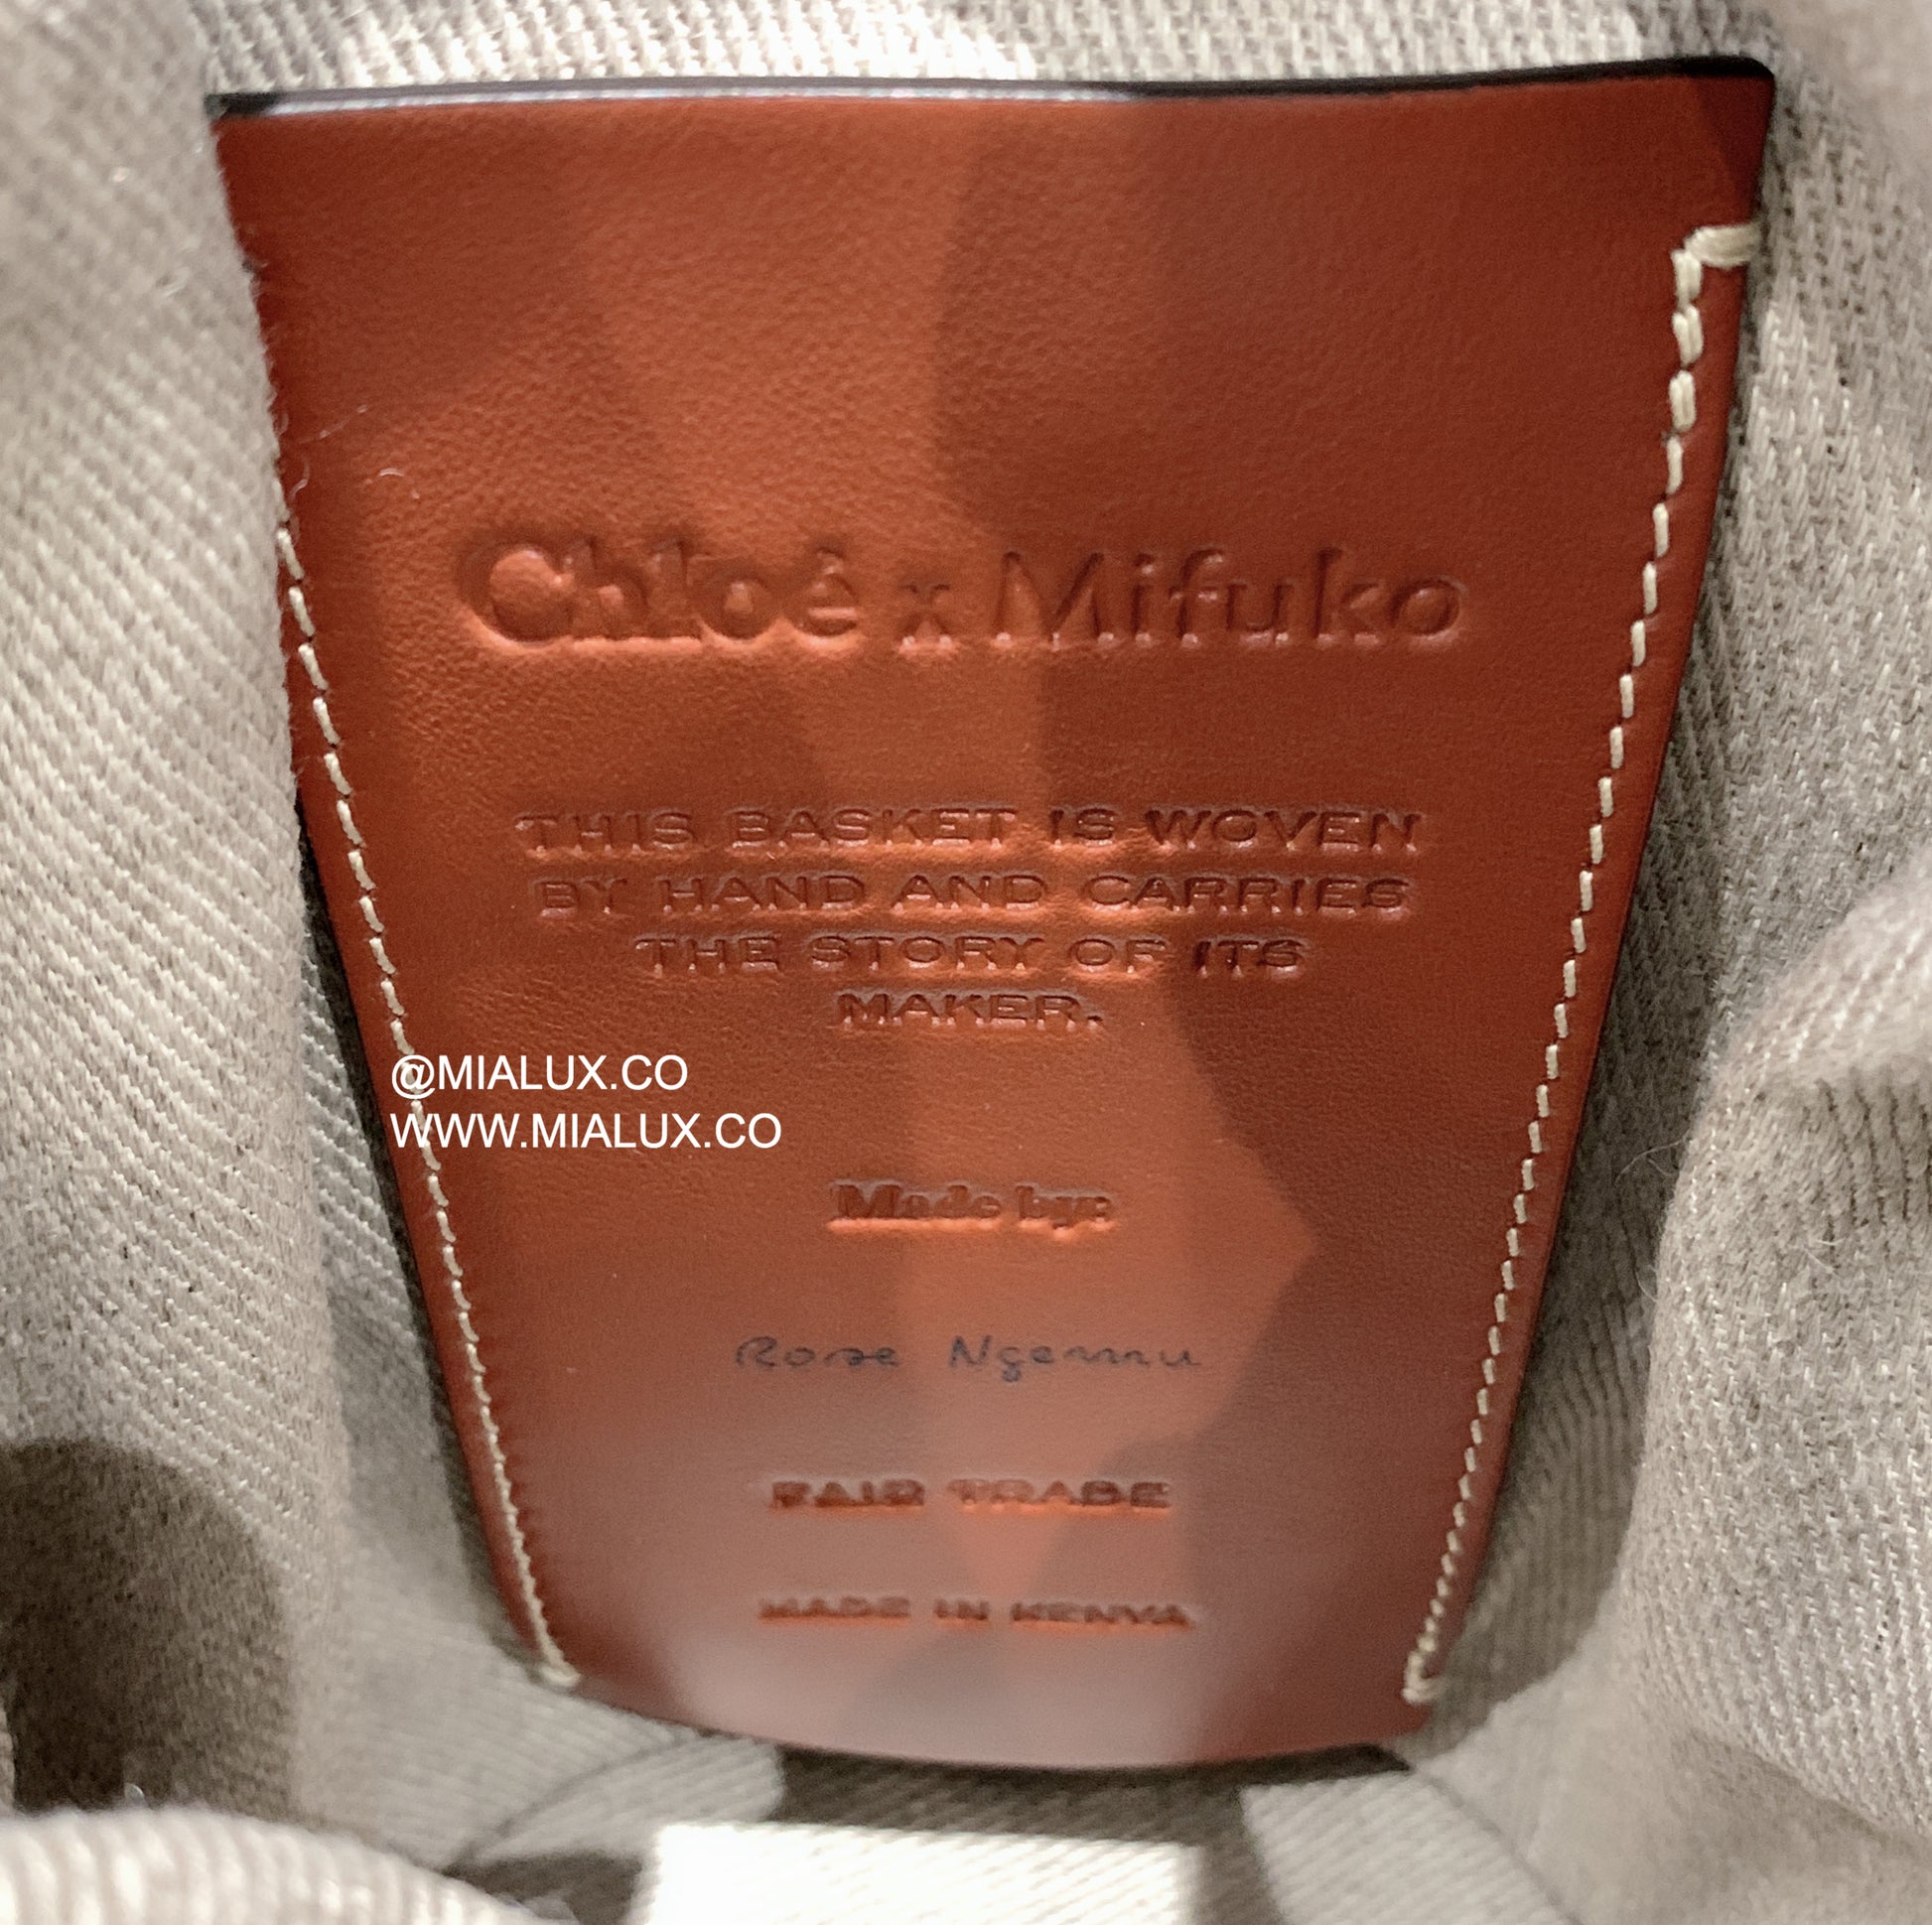 Chloé x Mifuko
THIS BASKET IS WOVEN
BY HAND AND CARRIES
THE STORY OF ITS
MAKER.
@MIALUX.CO
WWW.MIALUX.CO
Made by:
Rose Ngemu
FAIR TRADE
MADE IN KENYA